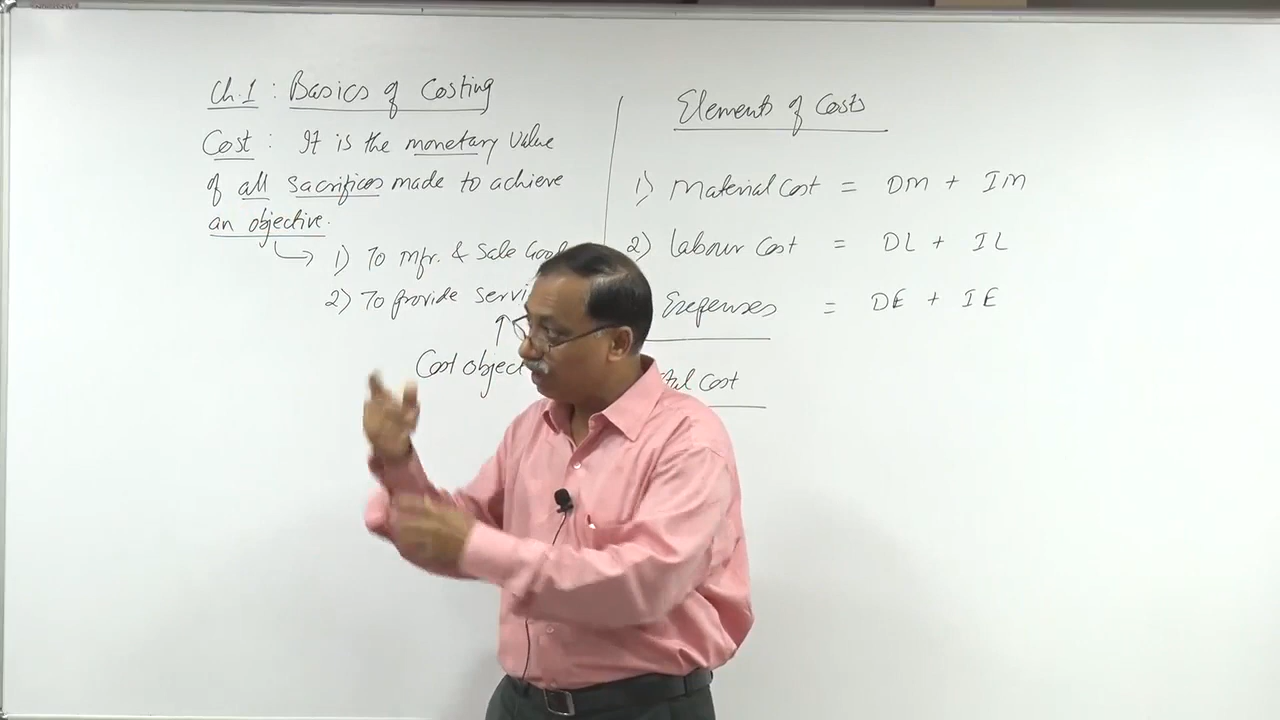 Ch.1 : Basics of Costing
Cost : It is the monetary value
of all sacrifices made to achieve
an objective.
1) To Mfr. & Sale
2) To provide
Cost
Elements of Costs
1) Material Cost = DM + IM
2) Labour Cost = DL + IL
Expenses = DE + IE
Cost